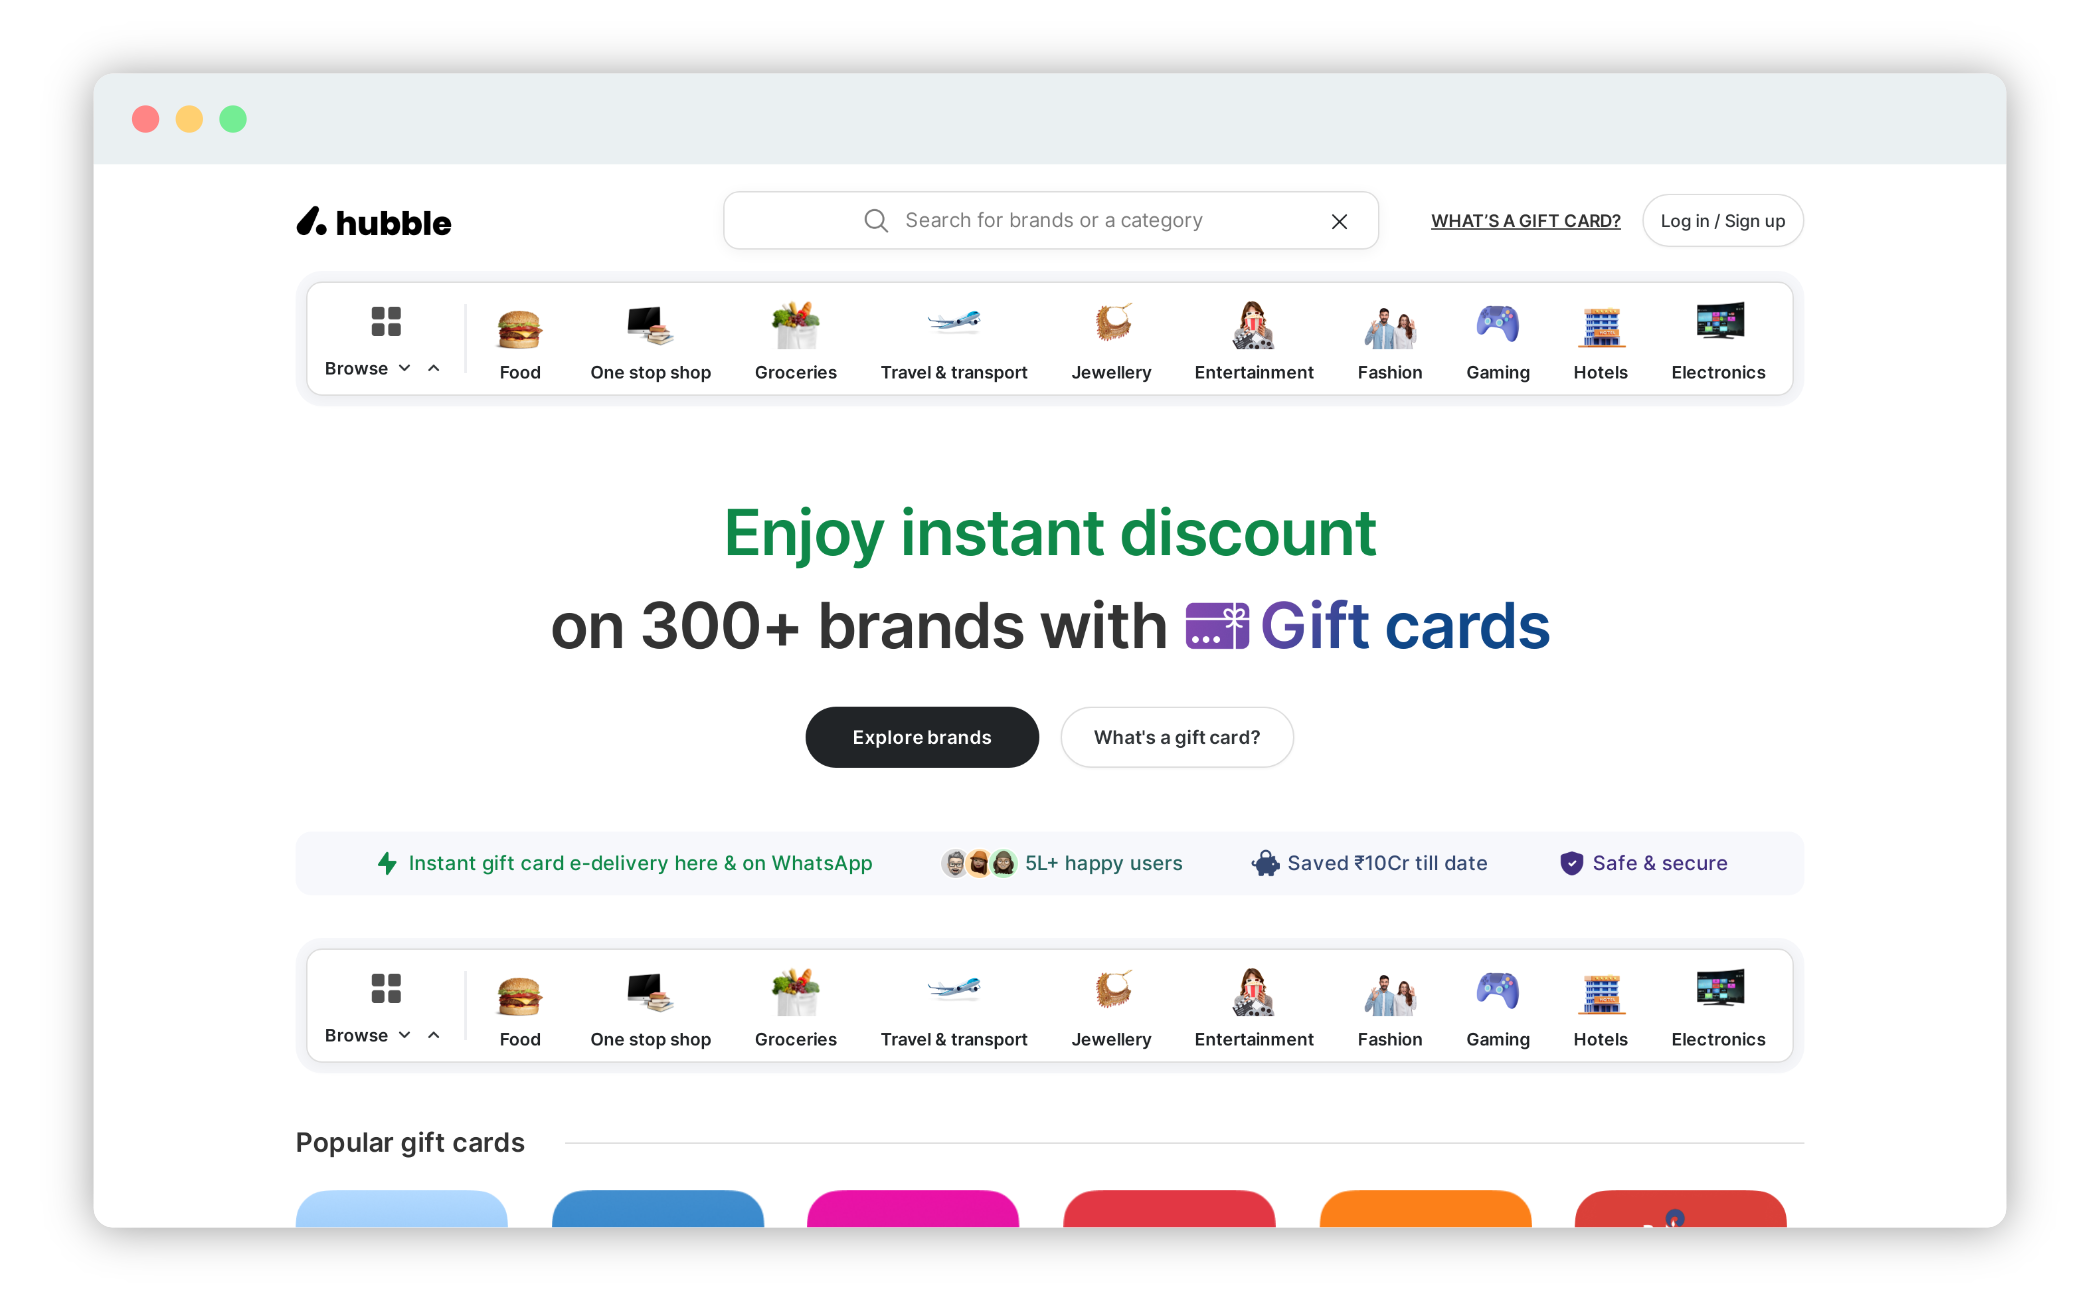 hubble
Search for brands or a category
WHAT’S A GIFT CARD?
Log in / Sign up
Browse
Food
One stop shop
Groceries
Travel & transport
Jewellery
Entertainment
Fashion
Gaming
Hotels
Electronics
Enjoy instant discount
on 300+ brands with Gift cards
Explore brands
What's a gift card?
Instant gift card e-delivery here & on WhatsApp
5L+ happy users
Saved ₹10Cr till date
Safe & secure
Browse
Food
One stop shop
Groceries
Travel & transport
Jewellery
Entertainment
Fashion
Gaming
Hotels
Electronics
Popular gift cards